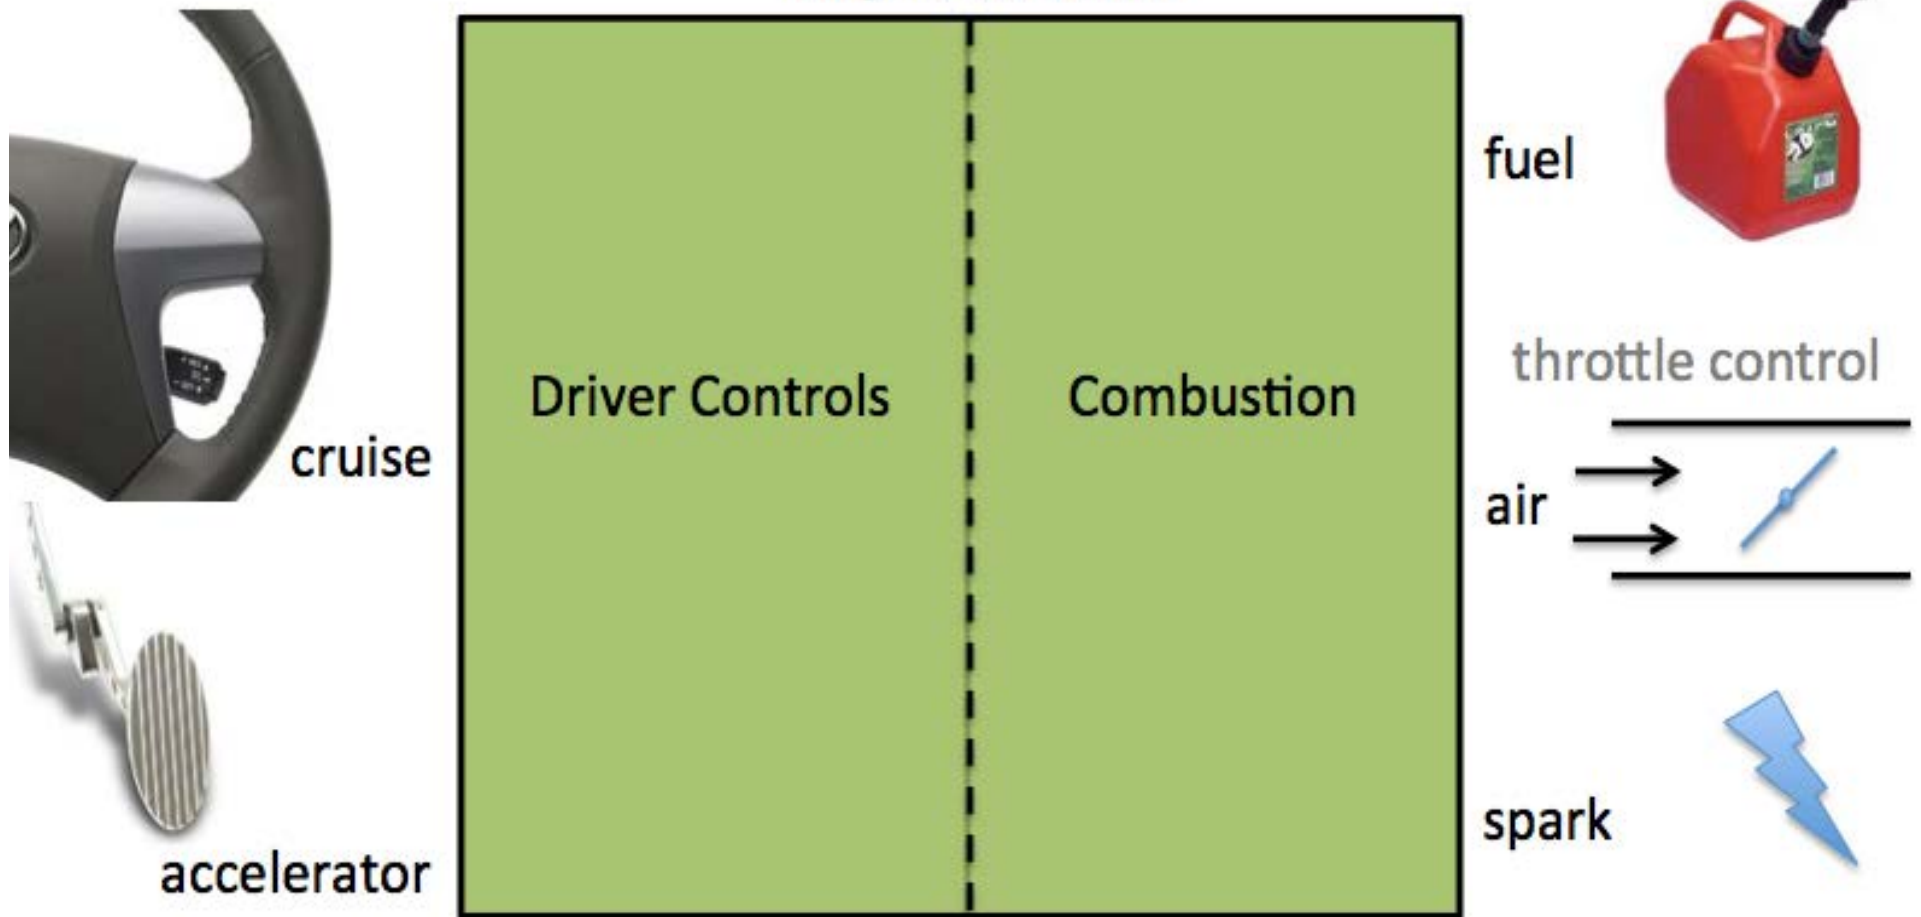 fuel
throttle control
Driver Controls
Combustion
cruise
air
spark
accelerator